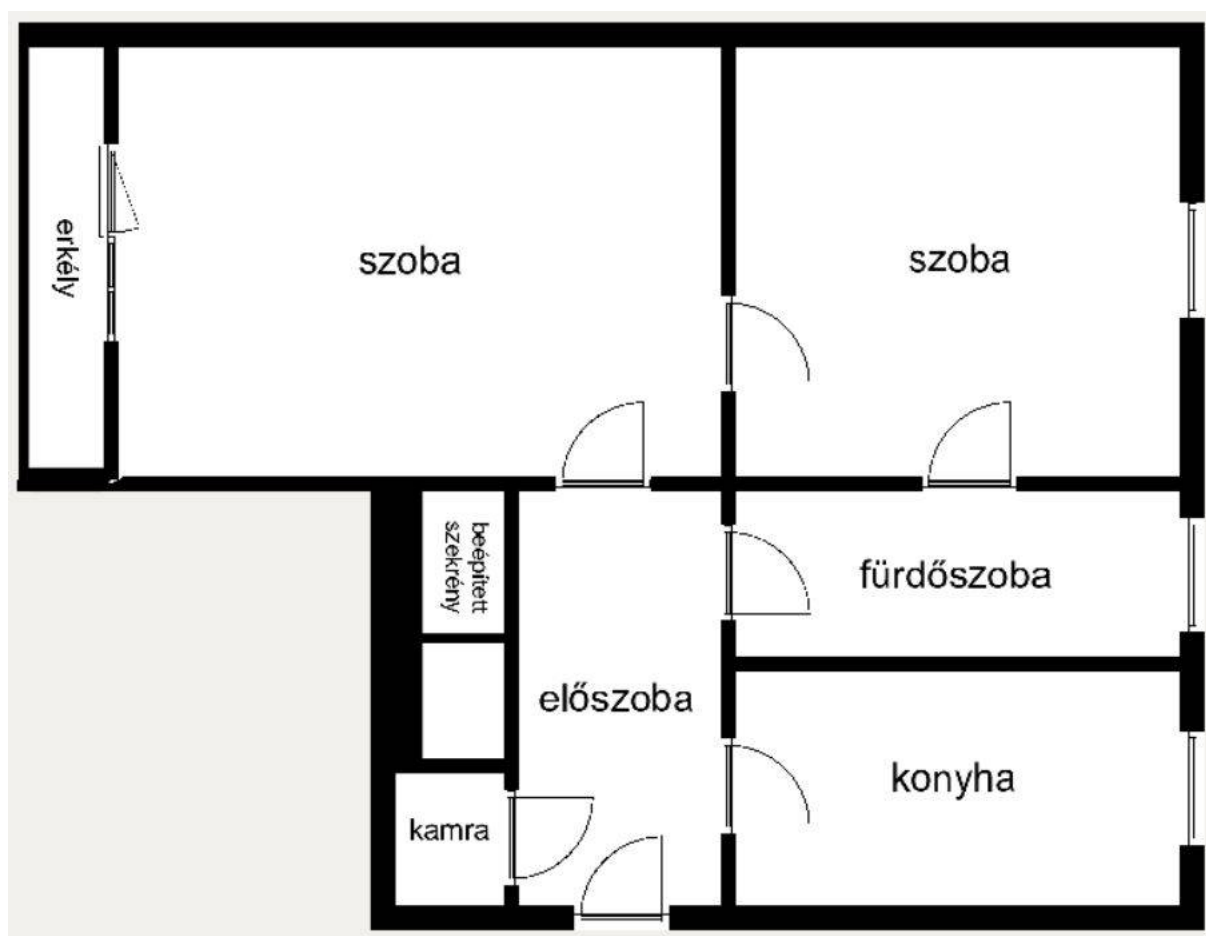 erkély
szoba
szoba
beépített
szekrény
fürdőszoba
előszoba
konyha
kamra